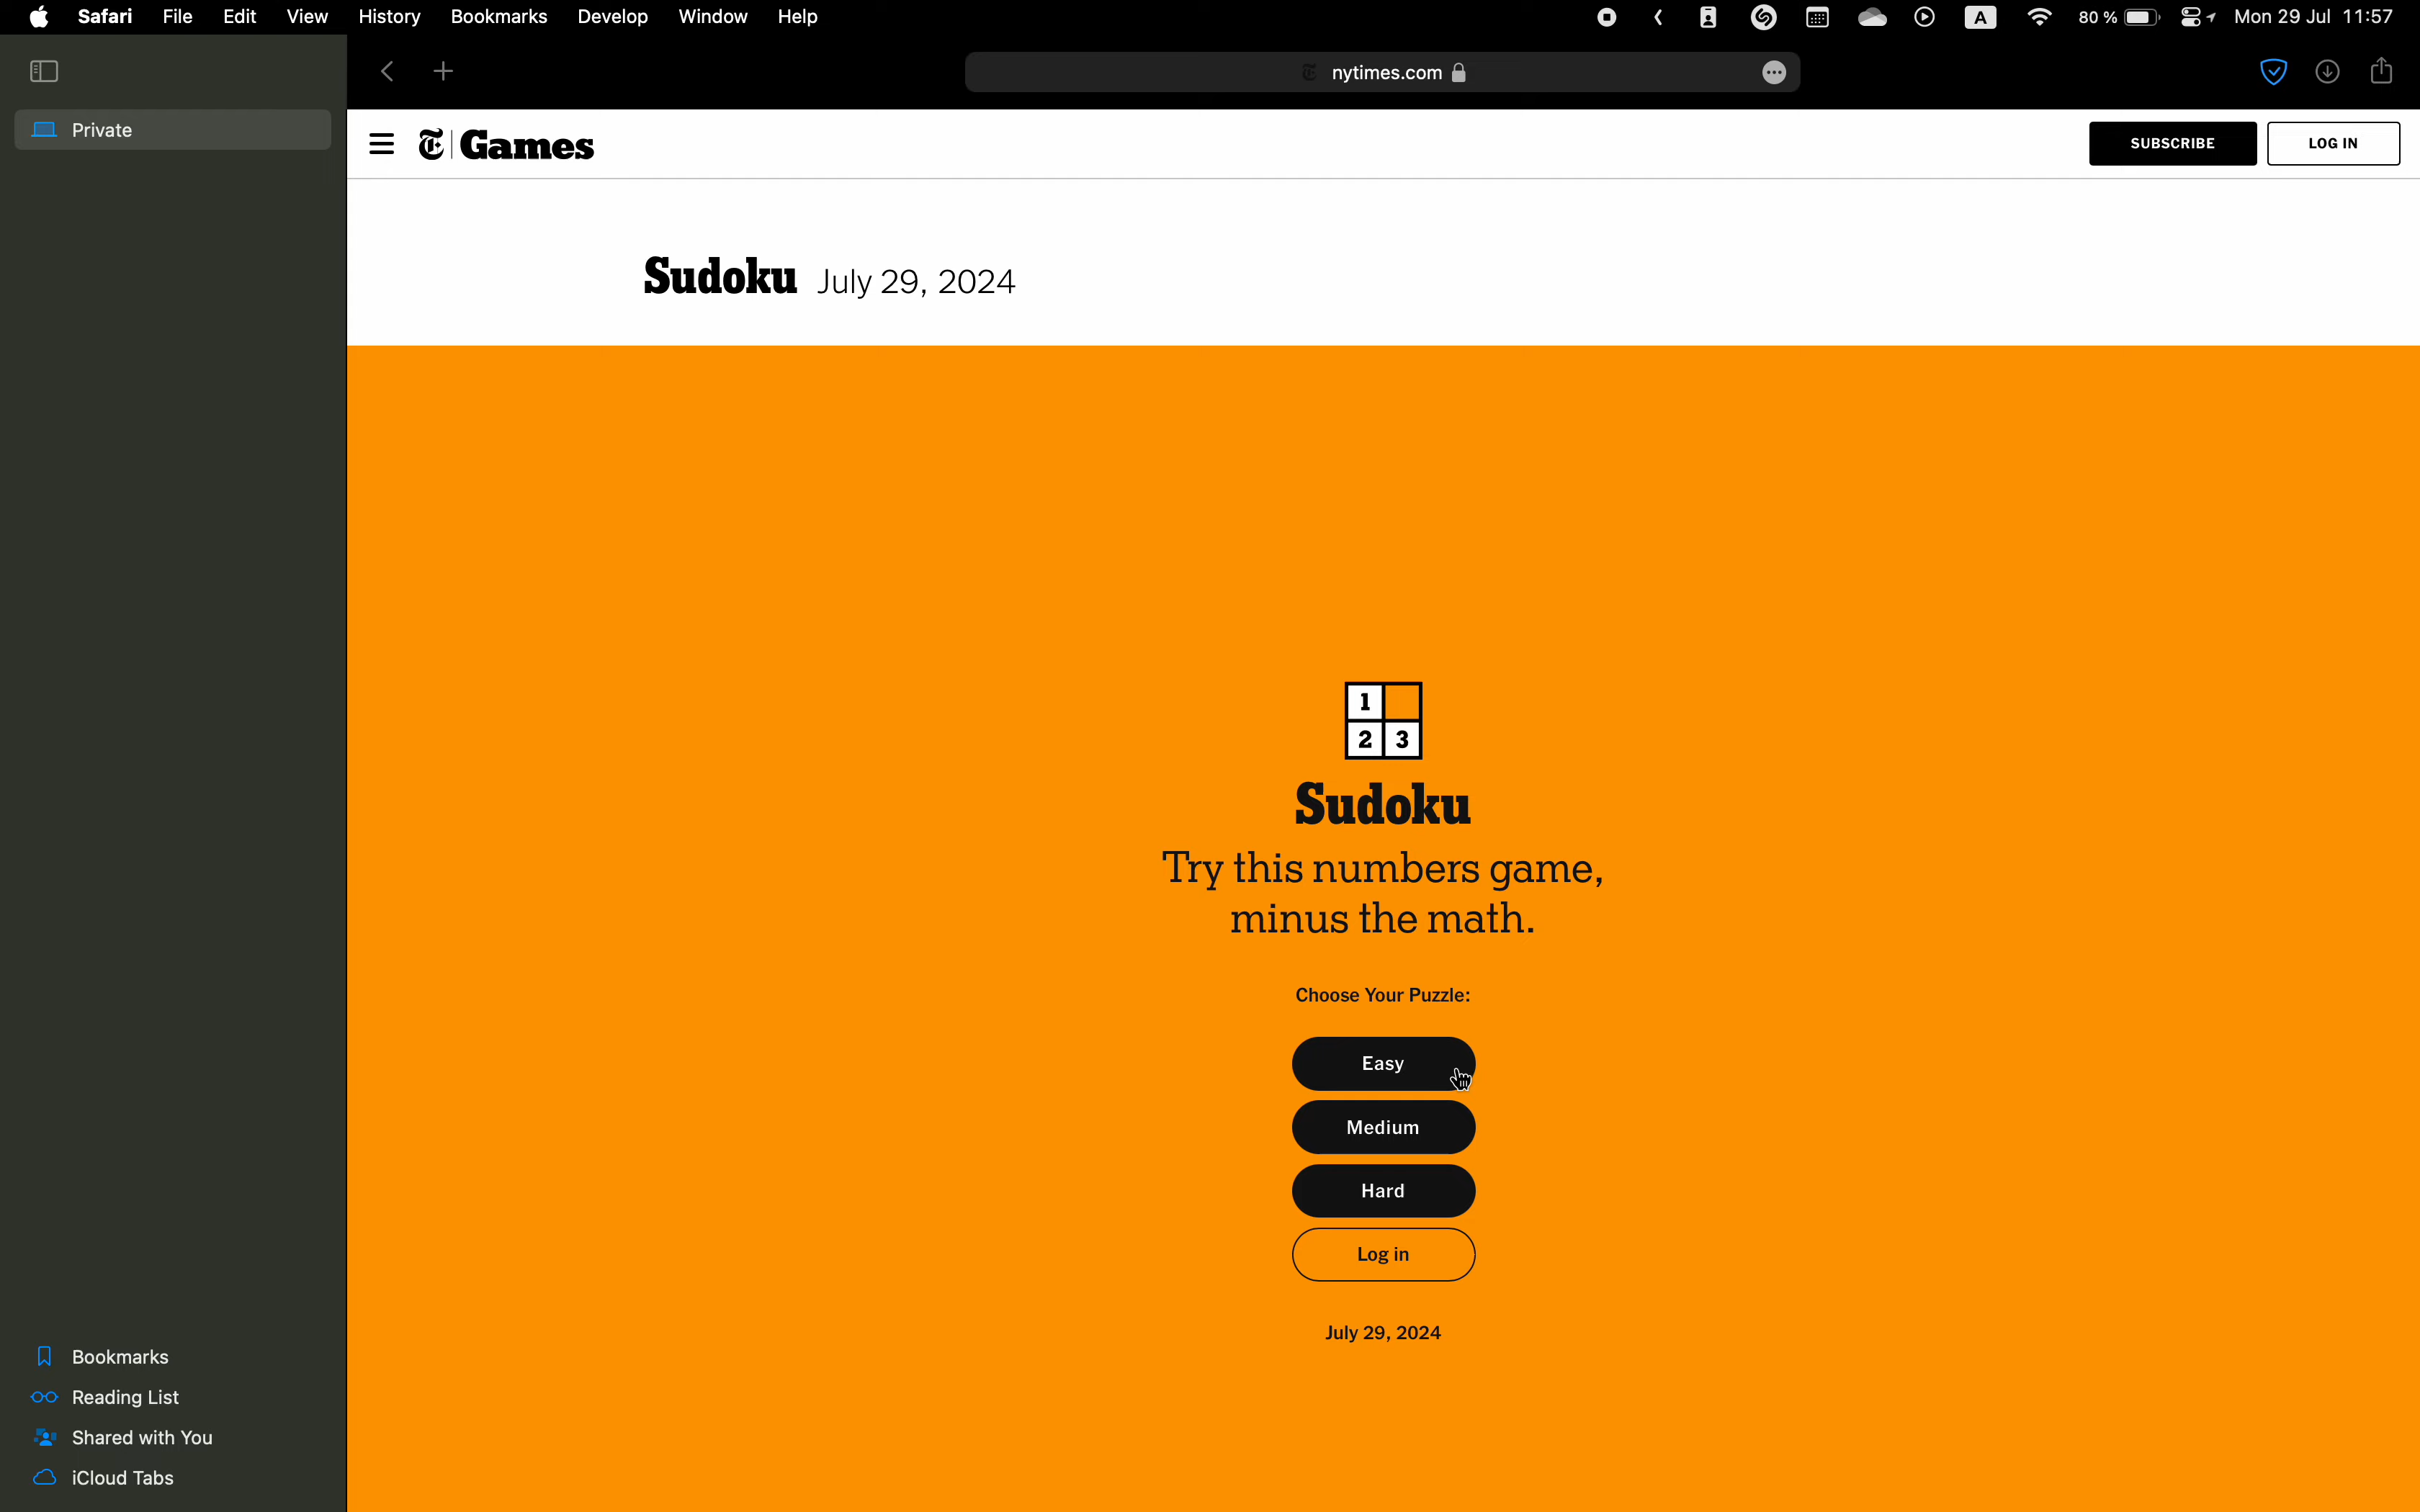 Safari File Edit View History Bookmarks Develop Window Help A 80 % Mon 29 Jul 11:57
nytimes.com
Private
Games SUBSCRIBE LOG IN
Sudoku July 29, 2024
1
2 3
Sudoku
Try this numbers game,
minus the math.
Choose Your Puzzle:
Easy
Medium
Hard
Log in
July 29, 2024
Bookmarks
Reading List
Shared with You
iCloud Tabs